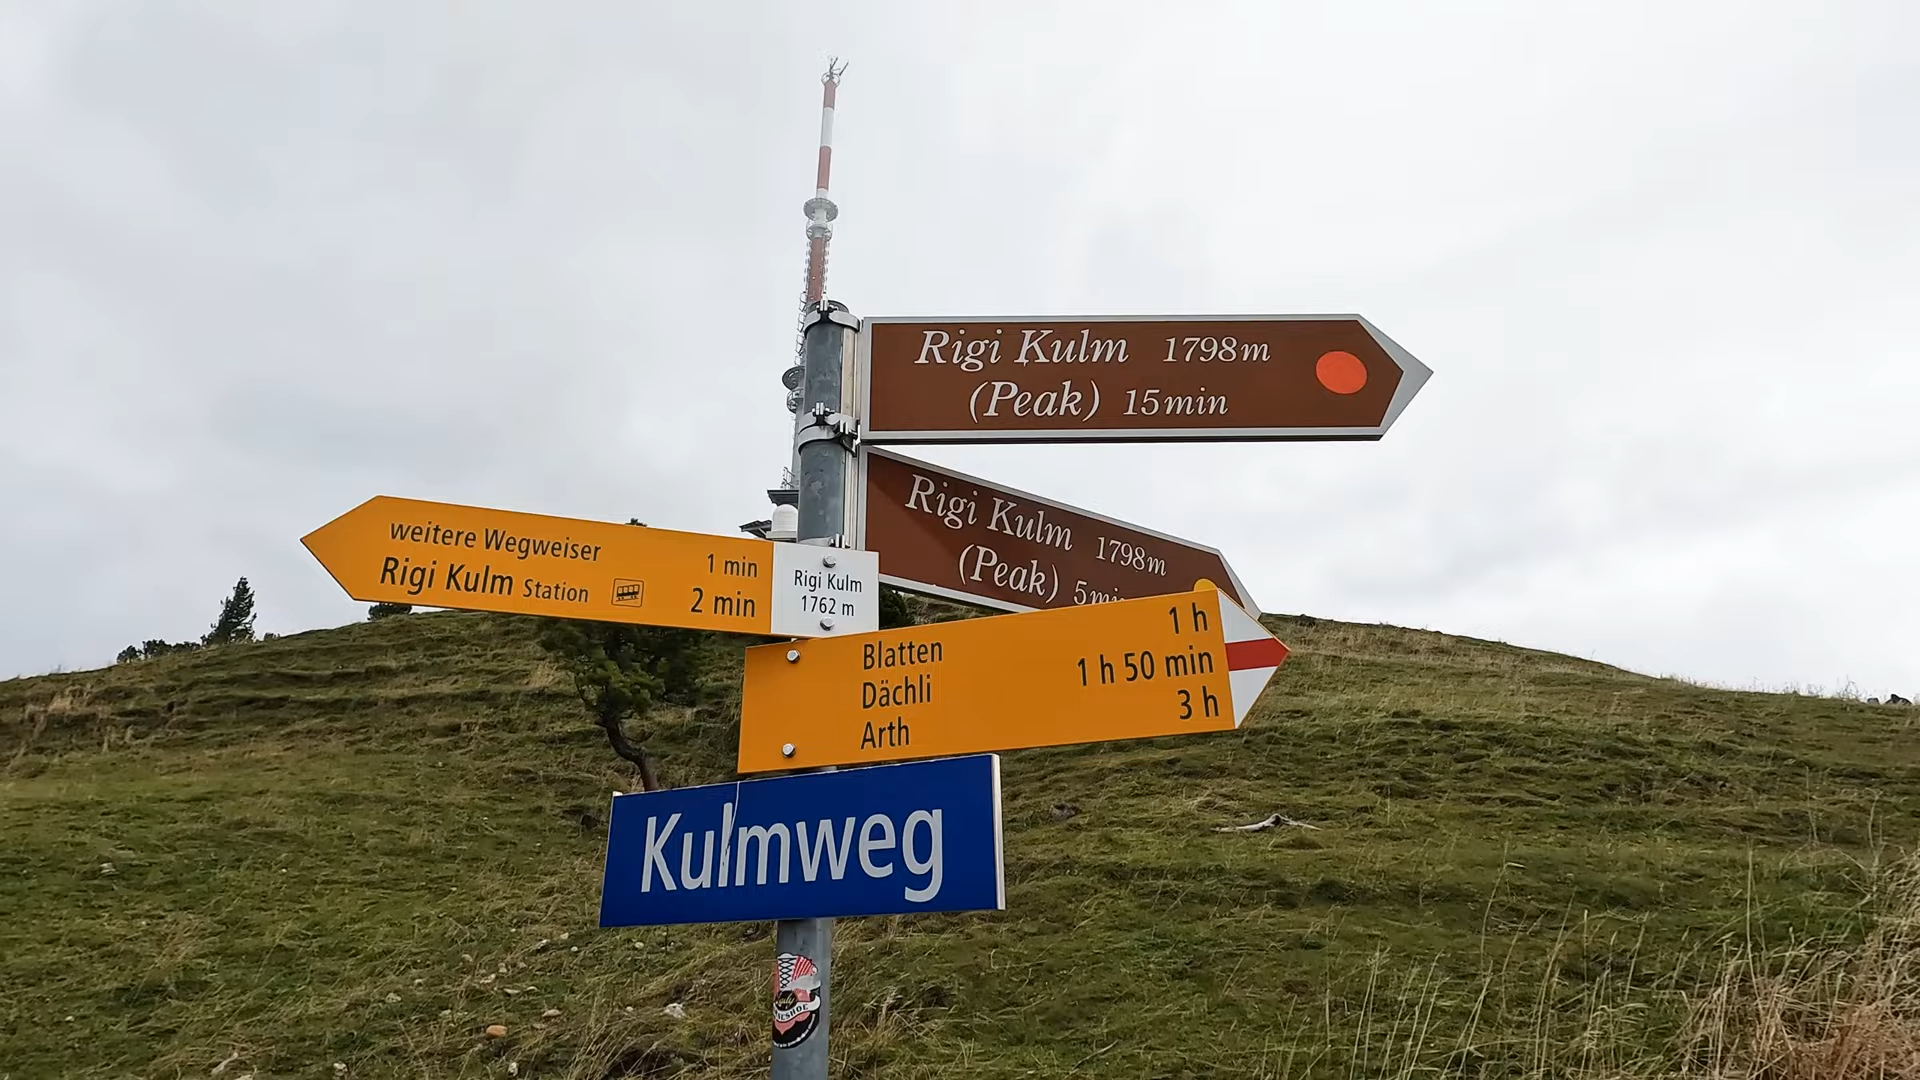 Rigi Kulm 1798m
(Peak) 15min
Rigi Kulm 1798m
(Peak) 5min
weitere Wegweiser 1 min
Rigi Kulm Station 2 min
Rigi Kulm
1762 m
Blatten 1 h
Dächli 1 h 50 min
Arth 3 h
Kulmweg